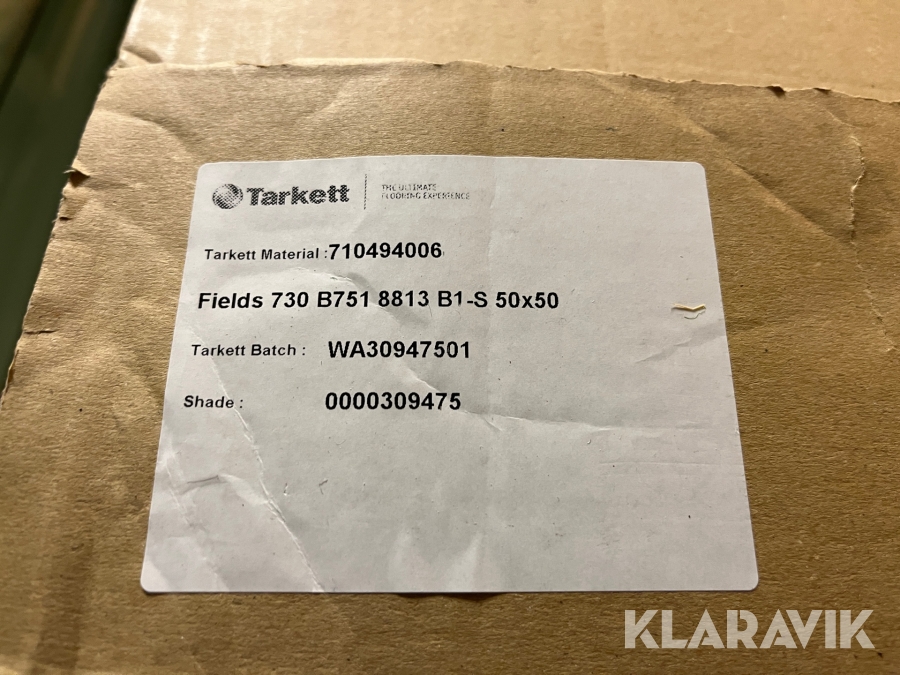 Tarkett
THE ULTIMATE
FLOORING EXPERIENCE
Tarkett Material :710494006
Fields 730 B751 8813 B1-S 50x50
Tarkett Batch : WA30947501
Shade : 0000309475
KLARAVIK